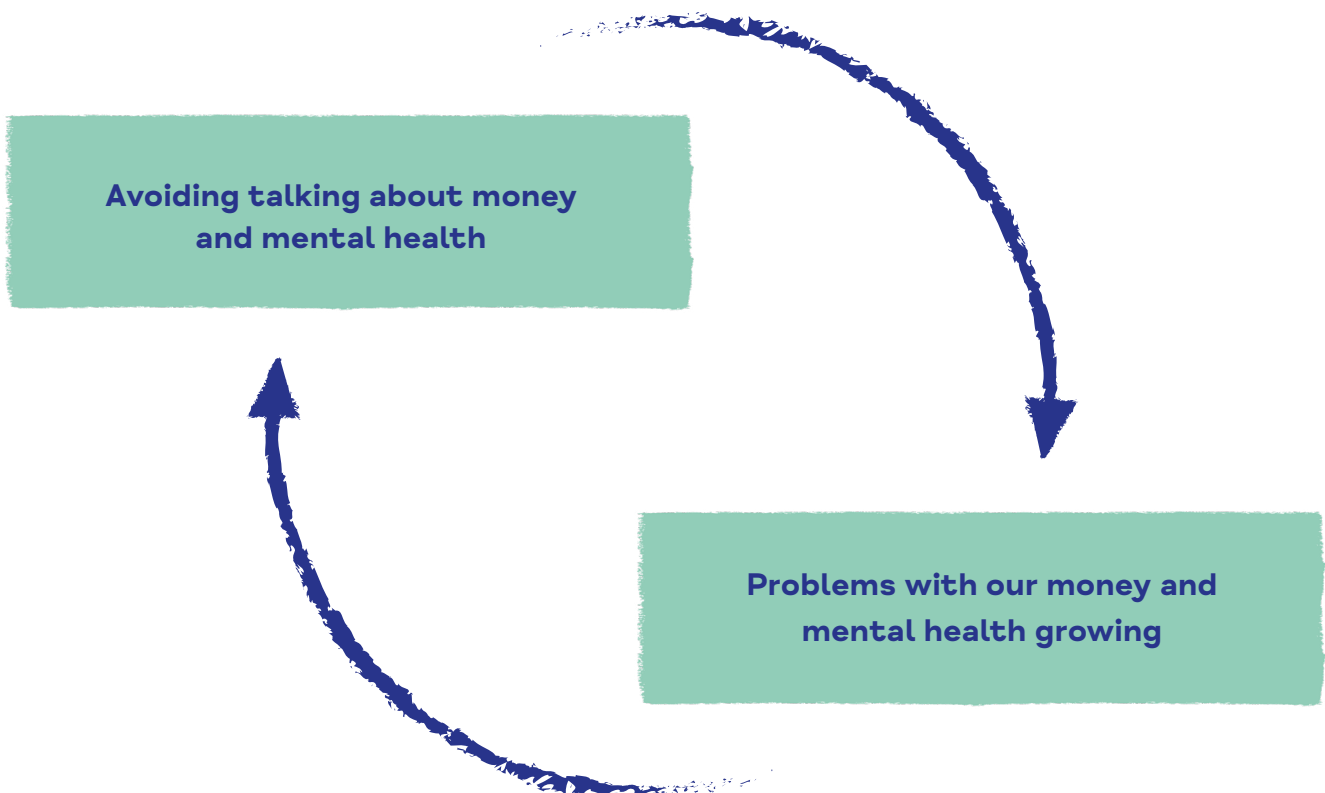 Avoiding talking about money
and mental health
Problems with our money and
mental health growing